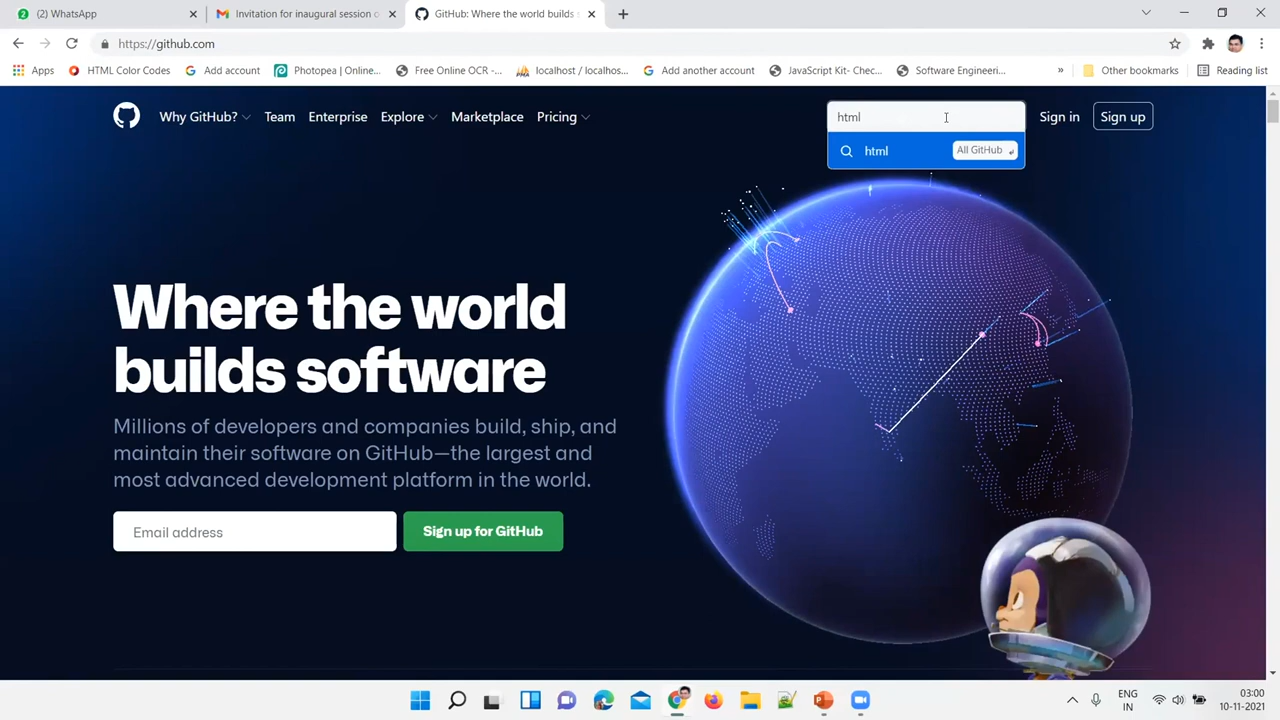 2
(2) WhatsApp
Invitation for inaugural session o
GitHub: Where the world builds s
https://github.com
Apps
HTML Color Codes
Add account
Photopea | Online...
Free Online OCR -...
localhost / localhos...
Add another account
JavaScript Kit- Chec...
Software Engineeri...
»
Other bookmarks
Reading list
Why GitHub?
Team
Enterprise
Explore
Marketplace
Pricing
html
Sign in
Sign up
html
All GitHub
Where the world
builds software
Millions of developers and companies build, ship, and
maintain their software on GitHub—the largest and
most advanced development platform in the world.
Email address
Sign up for GitHub
ENG
IN
03:00
10-11-2021